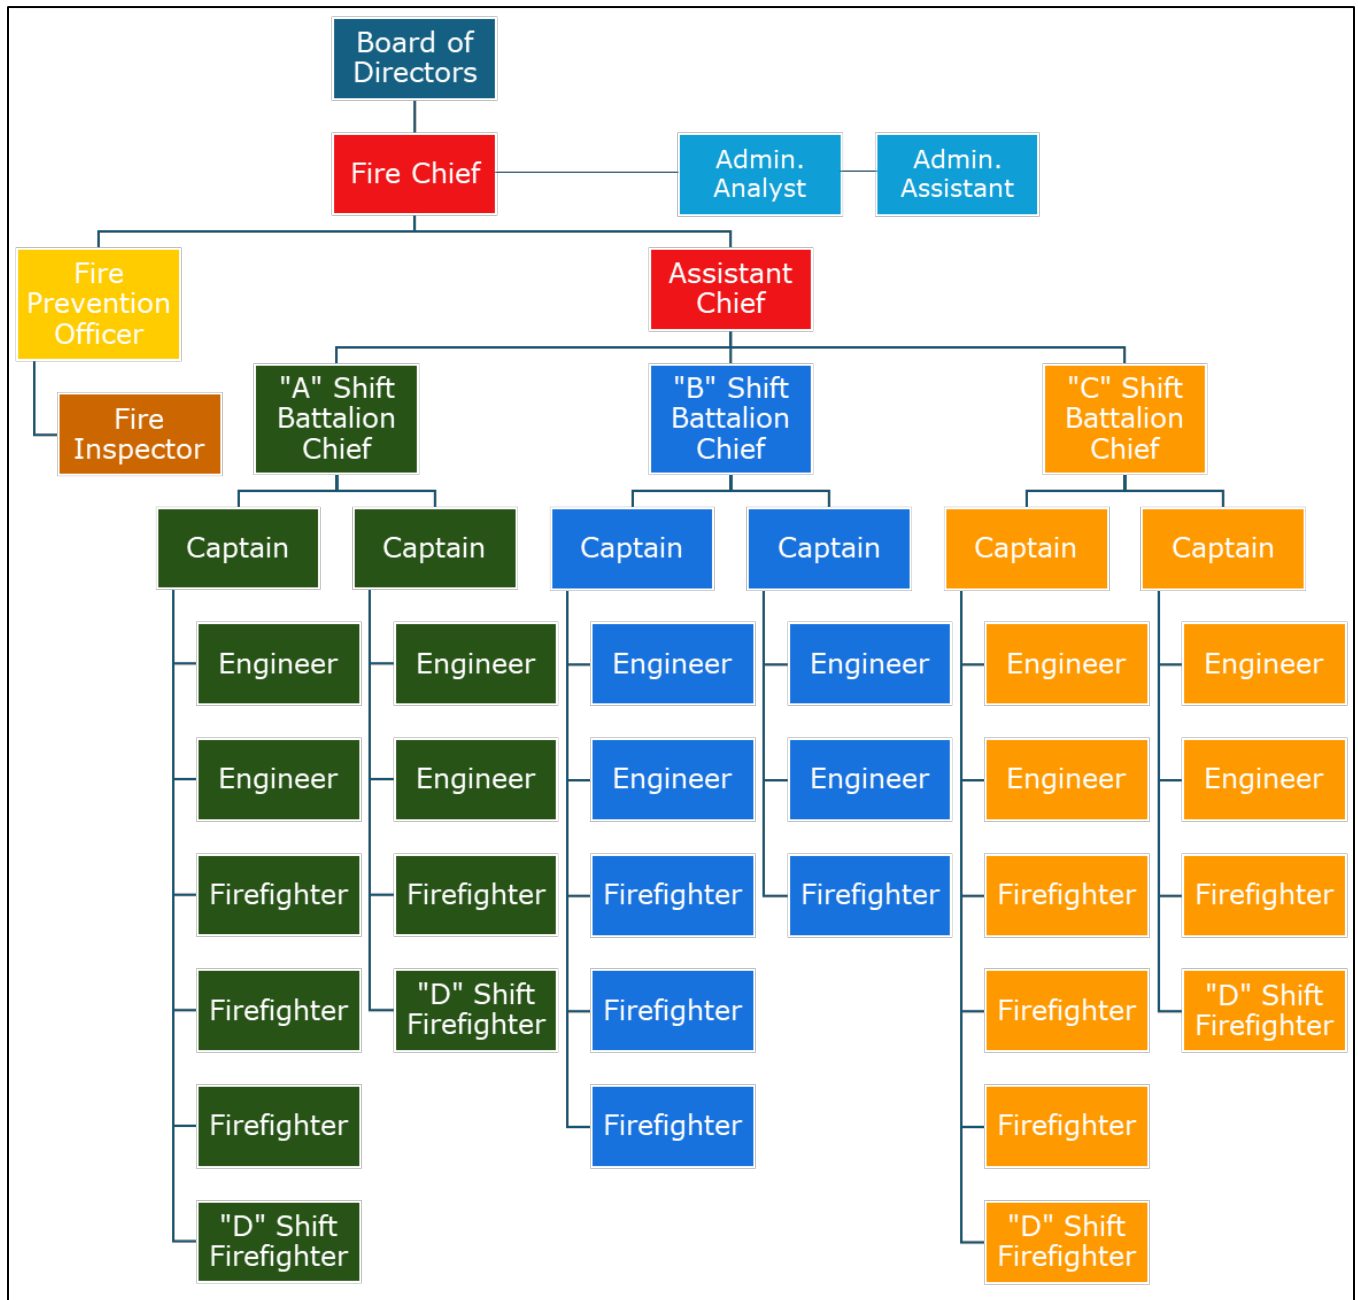 Board of
Directors
Fire Chief
Admin.
Analyst
Admin.
Assistant
Fire
Prevention
Officer
Assistant
Chief
Fire
Inspector
"A" Shift
Battalion
Chief
"B" Shift
Battalion
Chief
"C" Shift
Battalion
Chief
Captain
Captain
Captain
Captain
Captain
Captain
Engineer
Engineer
Engineer
Engineer
Engineer
Engineer
Engineer
Engineer
Engineer
Engineer
Engineer
Engineer
Firefighter
Firefighter
Firefighter
Firefighter
Firefighter
Firefighter
Firefighter
"D" Shift
Firefighter
Firefighter
Firefighter
"D" Shift
Firefighter
Firefighter
Firefighter
Firefighter
"D" Shift
Firefighter
"D" Shift
Firefighter